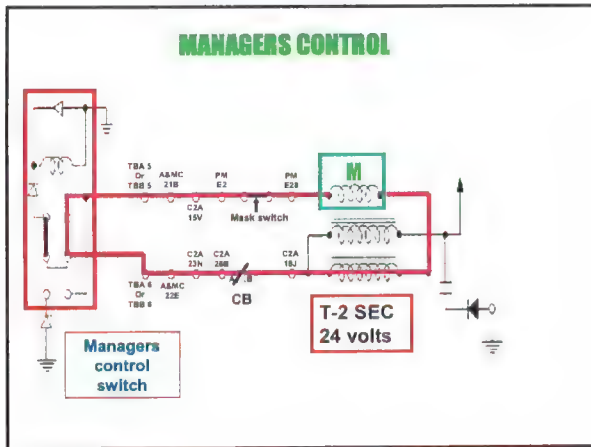 MANAGERS CONTROL
TBA 5
Or
TBB 5
A&MC
21B
C2A
15V
PM
E2
Mask switch
PM
E28
M
TBA 6
Or
TBB 6
A&MC
22E
C2A
23N
C2A
28B
CB
C2A
18J
T-2 SEC
24 volts
Managers
control
switch